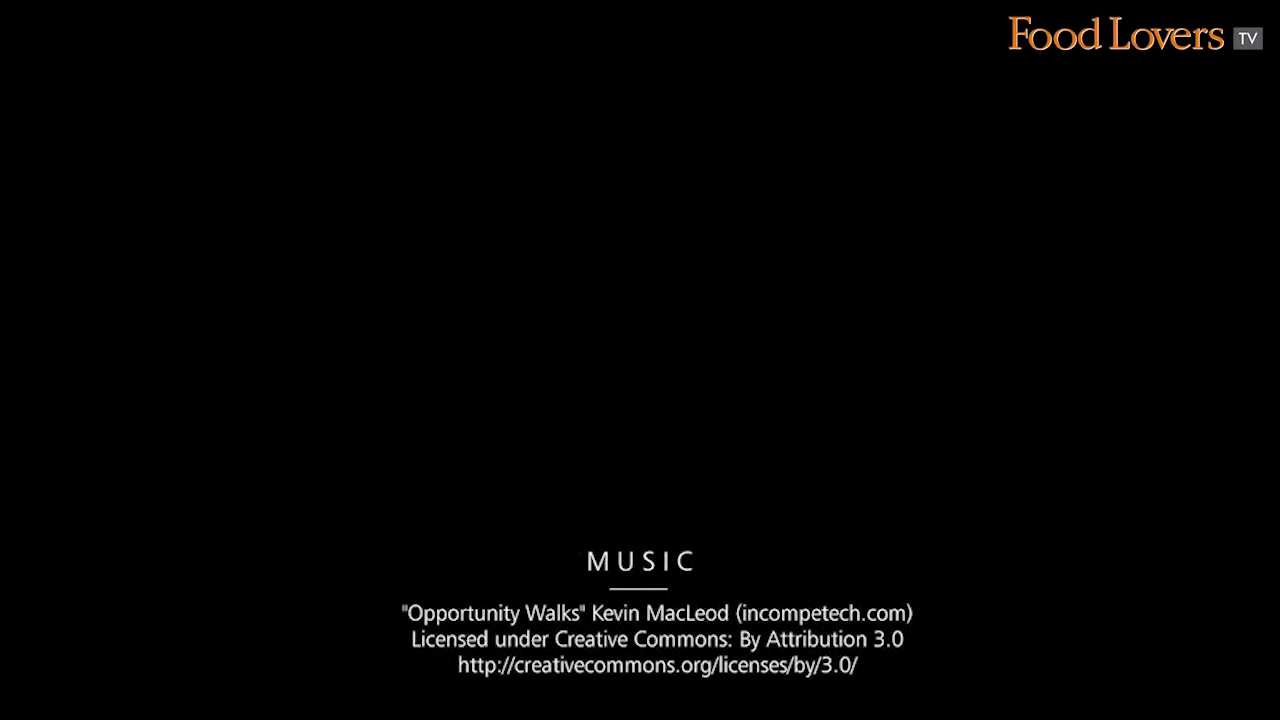 Food Lovers TV
MUSIC
"Opportunity Walks" Kevin MacLeod (incompetech.com)
Licensed under Creative Commons: By Attribution 3.0
http://creativecommons.org/licenses/by/3.0/